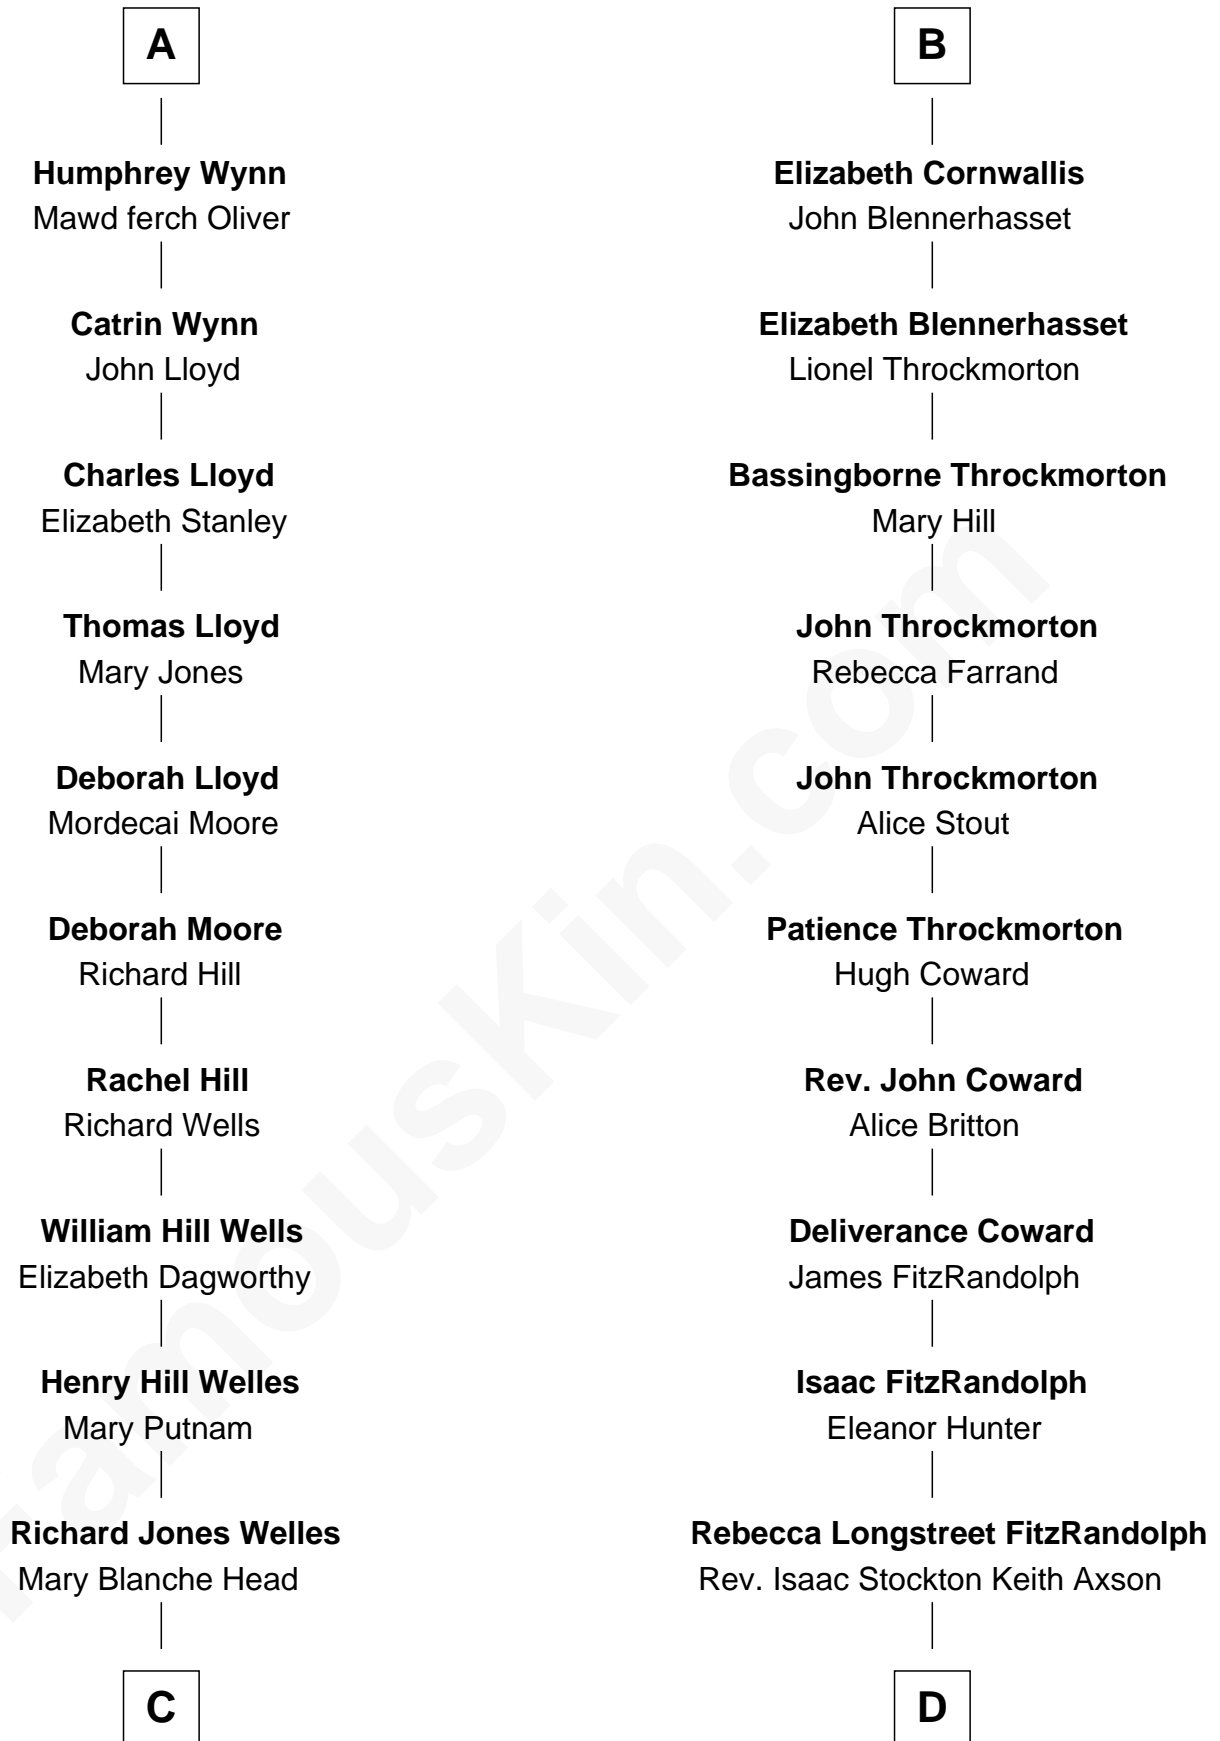 A
Humphrey Wynn
Mawd ferch Oliver
Catrin Wynn
John Lloyd
Charles Lloyd
Elizabeth Stanley
Thomas Lloyd
Mary Jones
Deborah Lloyd
Mordecai Moore
Deborah Moore
Richard Hill
Rachel Hill
Richard Wells
William Hill Wells
Elizabeth Dagworthy
Henry Hill Welles
Mary Putnam
Richard Jones Welles
Mary Blanche Head
C
B
Elizabeth Cornwallis
John Blennerhasset
Elizabeth Blennerhasset
Lionel Throckmorton
Bassingborne Throckmorton
Mary Hill
John Throckmorton
Rebecca Farrand
John Throckmorton
Alice Stout
Patience Throckmorton
Hugh Coward
Rev. John Coward
Alice Britton
Deliverance Coward
James FitzRandolph
Isaac FitzRandolph
Eleanor Hunter
Rebecca Longstreet FitzRandolph
Rev. Isaac Stockton Keith Axson
D
FamousKin.com